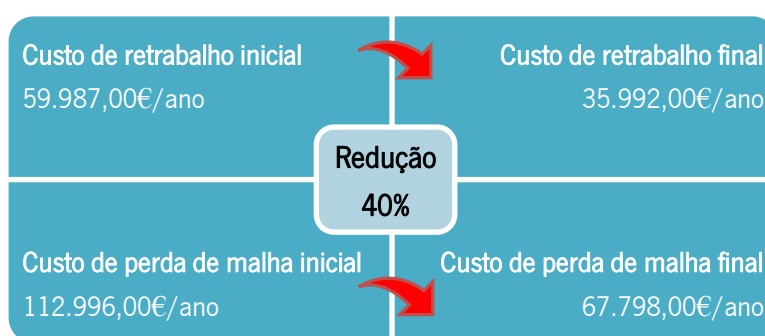 Custo de retrabalho inicial
59.987,00€/ano
Custo de retrabalho final
35.992,00€/ano
Redução
40%
Custo de perda de malha inicial
112.996,00€/ano
Custo de perda de malha final
67.798,00€/ano